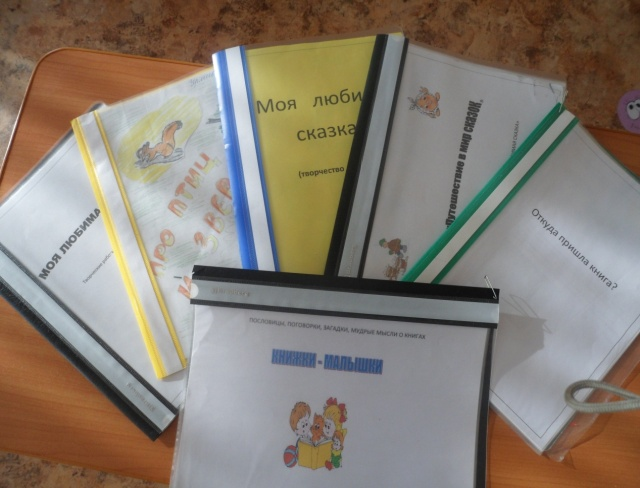 МОЯ ЛЮБИМА
ПРО ПТИЦ
И ЗВЕР
Моя люби
сказка
(творчество
Путешествие в мир сказок.
Откуда пришла книга?
ПОСЛОВИЦЫ, ПОГОВОРКИ, ЗАГАДКИ, МУДРЫЕ МЫСЛИ О КНИГАХ
КНИЖКИ - МАЛЫШКИ